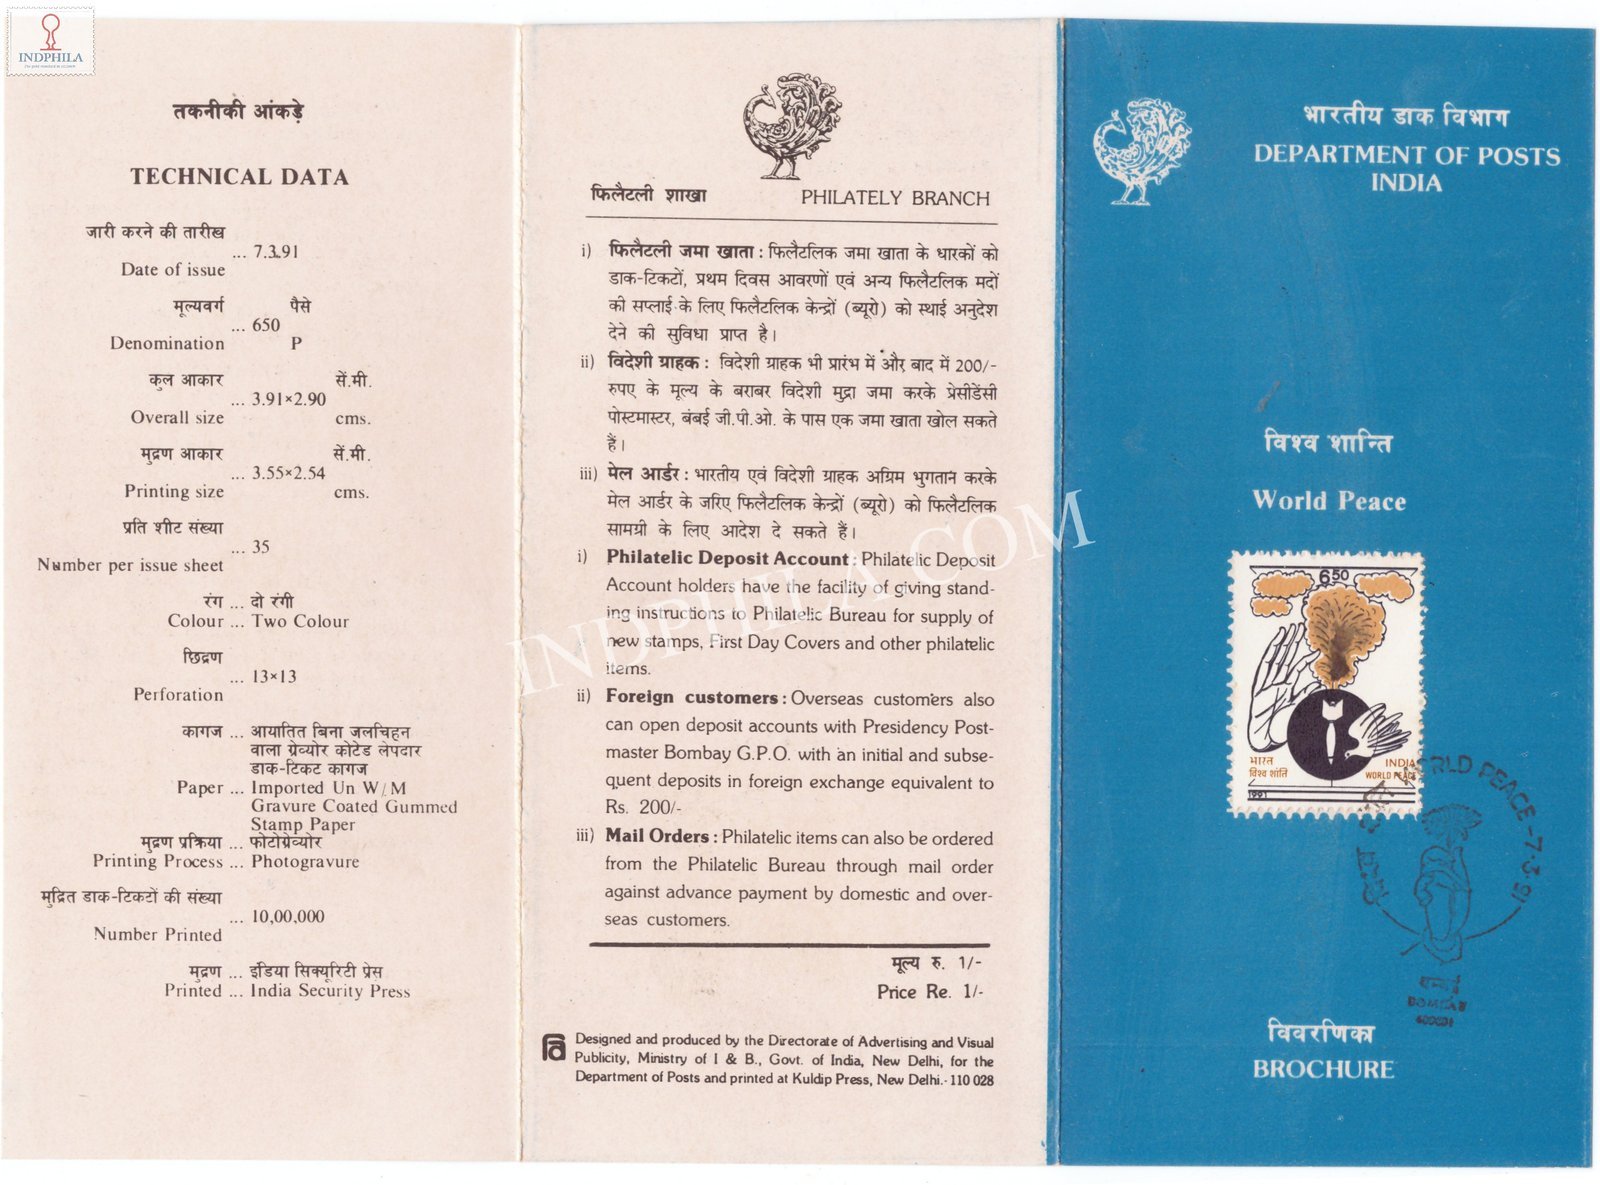 INDPHILA
तकनीकी आंकड़े
TECHNICAL DATA
जारी करने की तारीख
... 7.3.91
Date of issue
मूल्यवर्ग पैसे
... 650
Denomination P
कुल आकार सें.मी.
... 3.91×2.90
Overall size cms.
मुद्रण आकार सें.मी.
... 3.55×2.54
Printing size cms.
प्रति शीट संख्या
... 35
Number per issue sheet
रंग ... दो रंगी
Colour ... Two Colour
छिद्रण
... 13×13
Perforation
कागज ... आयातित बिना जलचिहन
वाला ग्रेव्योर कोटेड लेपदार
डाक-टिकट कागज
Paper ... Imported Un W/M
Gravure Coated Gummed
Stamp Paper
मुद्रण प्रक्रिया ... फोटोग्रेव्योर
Printing Process ... Photogravure
मुद्रित डाक-टिकटों की संख्या
... 10,00,000
Number Printed
मुद्रण ... इंडिया सिक्यूरिटी प्रेस
Printed ... India Security Press
फिलैटली शाखा PHILATELY BRANCH
i) फिलैटली जमा खाता : फिलैटलिक जमा खाता के धारकों को
डाक-टिकटों, प्रथम दिवस आवरणों एवं अन्य फिलैटलिक मदों
की सप्लाई के लिए फिलैटलिक केन्द्रों (ब्यूरो) को स्थाई अनुदेश
देने की सुविधा प्राप्त है।
ii) विदेशी ग्राहक : विदेशी ग्राहक भी प्रारंभ में और बाद में 200/-
रुपए के मूल्य के बराबर विदेशी मुद्रा जमा करके प्रेसीडेंसी
पोस्टमास्टर, बंबई जी.पी.ओ. के पास एक जमा खाता खोल सकते
हैं।
iii) मेल आर्डर : भारतीय एवं विदेशी ग्राहक अग्रिम भुगतान करके
मेल आर्डर के जरिए फिलैटलिक केन्द्रों (ब्यूरो) को फिलैटलिक
सामग्री के लिए आदेश दे सकते हैं।
i) Philatelic Deposit Account : Philatelic Deposit
Account holders have the facility of giving stand-
ing instructions to Philatelic Bureau for supply of
new stamps, First Day Covers and other philatelic
items.
ii) Foreign customers : Overseas customers also
can open deposit accounts with Presidency Post-
master Bombay G.P.O. with an initial and subse-
quent deposits in foreign exchange equivalent to
Rs. 200/-
iii) Mail Orders : Philatelic items can also be ordered
from the Philatelic Bureau through mail order
against advance payment by domestic and over-
seas customers.
मूल्य रु. 1/-
Price Re. 1/-
Designed and produced by the Directorate of Advertising and Visual
Publicity, Ministry of I & B., Govt. of India, New Delhi, for the
Department of Posts and printed at Kuldip Press, New Delhi.- 110 028
INDPHILA.COM
भारतीय डाक विभाग
DEPARTMENT OF POSTS
INDIA
विश्व शान्ति
World Peace
6 50
भारत INDIA
विश्व शांति WORLD PEACE
1991
WORLD PEACE-7.3.91
बम्बई
BOMBAY
विवरणिका
BROCHURE